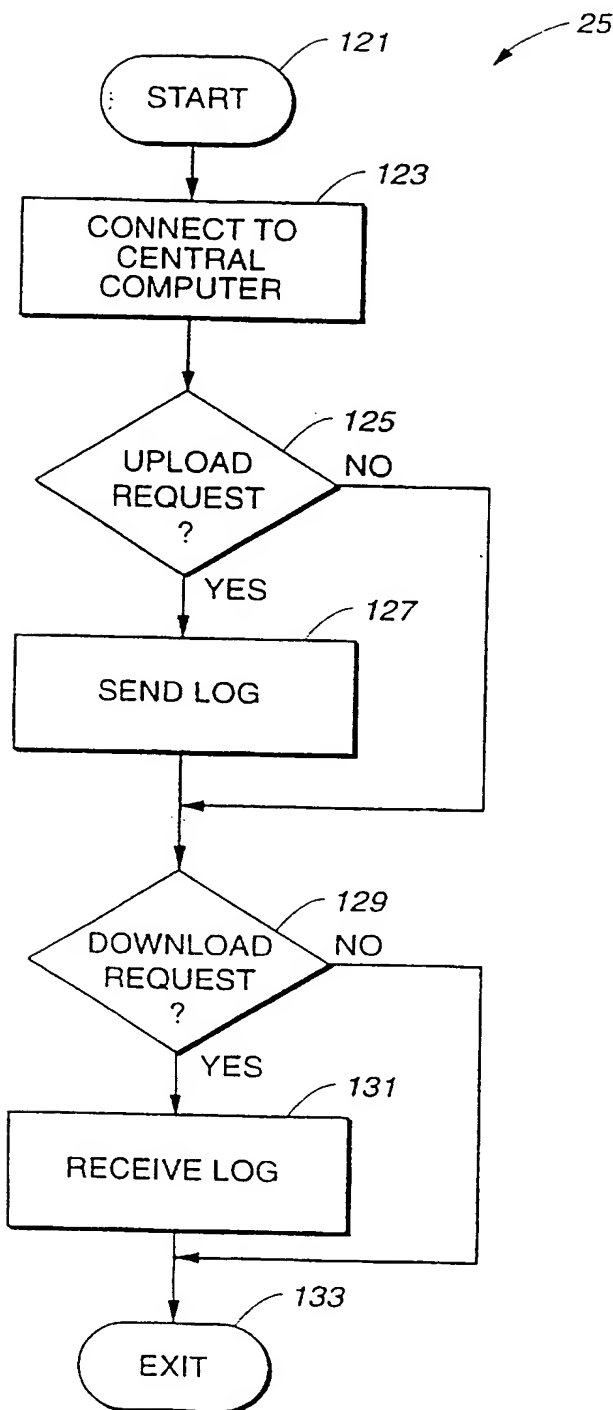 25
121
START
123
CONNECT TO
CENTRAL
COMPUTER
125
UPLOAD
REQUEST
?
NO
YES
127
SEND LOG
129
DOWNLOAD
REQUEST
?
NO
YES
131
RECEIVE LOG
133
EXIT